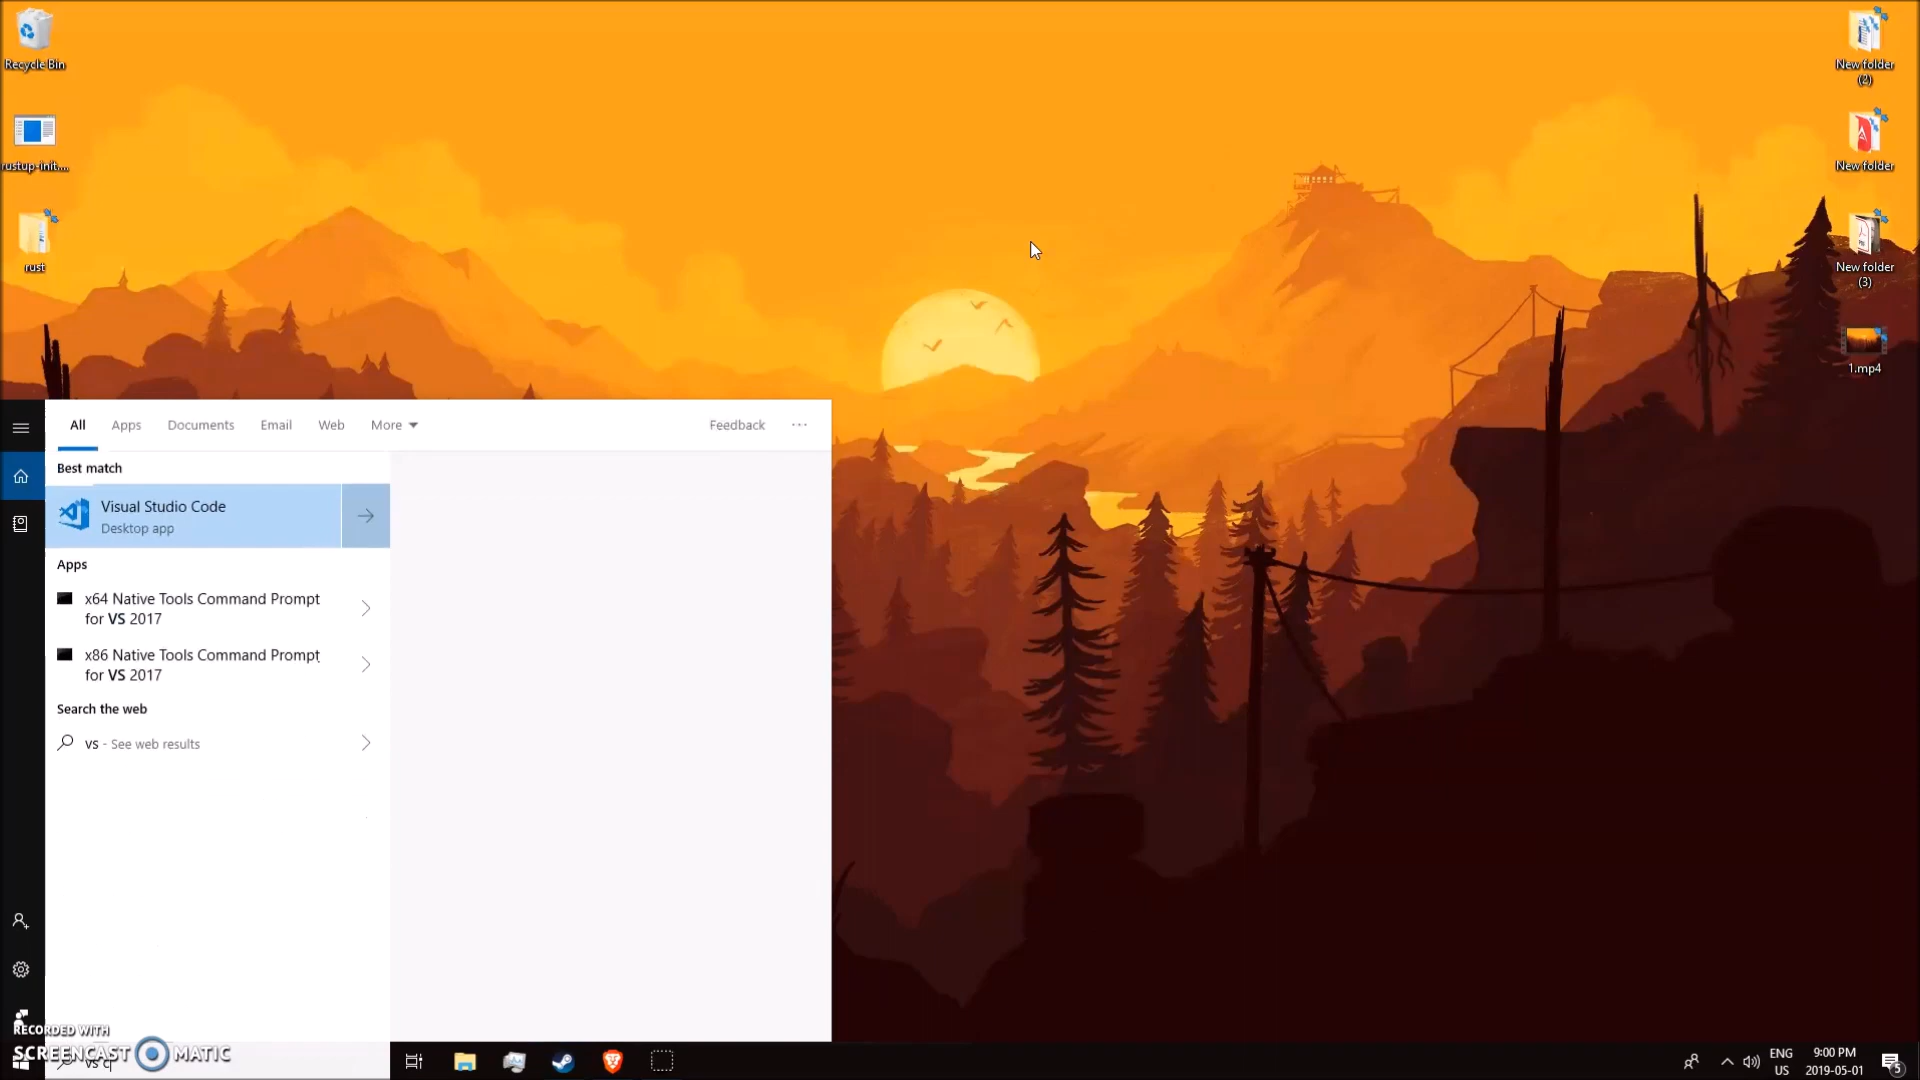 Recycle Bin
rustup-init....
rust
New folder
(2)
New folder
New folder
(3)
1.mp4
All
Apps
Documents
Email
Web
More
Feedback
Best match
Visual Studio Code
Desktop app
Apps
x64 Native Tools Command Prompt
for VS 2017
x86 Native Tools Command Prompt
for VS 2017
Search the web
vs - See web results
RECORDED WITH
SCREENCAST MATIC
vs c
ENG
US
9:00 PM
2019-05-01
5